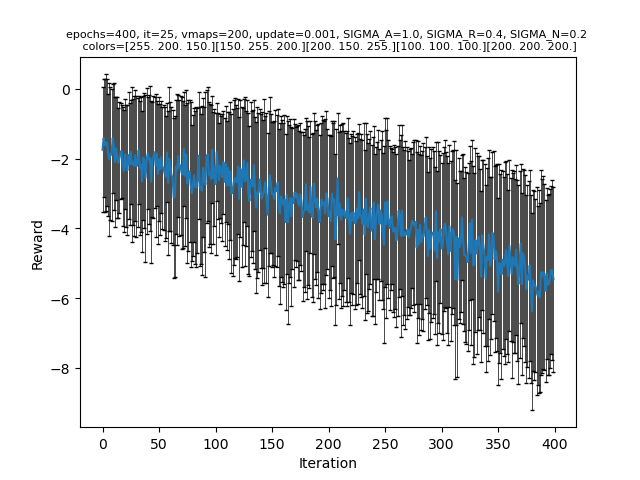 epochs=400, it=25, vmaps=200, update=0.001, SIGMA_A=1.0, SIGMA_R=0.4, SIGMA_N=0.2
colors=[255. 200. 150.][150. 255. 200.][200. 150. 255.][100. 100. 100.][200. 200. 200.]
0
−2
−4
−6
−8
Reward
0 50 100 150 200 250 300 350 400
Iteration